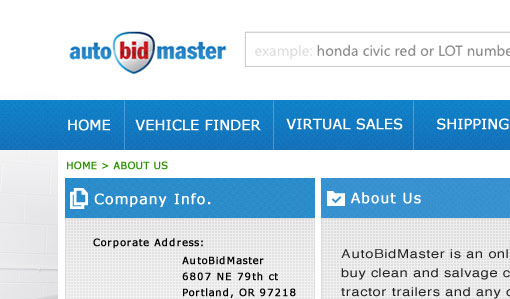 auto bid master
example: honda civic red or LOT numbe
HOME VEHICLE FINDER VIRTUAL SALES SHIPPING
HOME > ABOUT US
Company Info.
Corporate Address:
AutoBidMaster
6807 NE 79th ct
Portland, OR 97218
About Us
AutoBidMaster is an onl
buy clean and salvage c
tractor trailers and any o